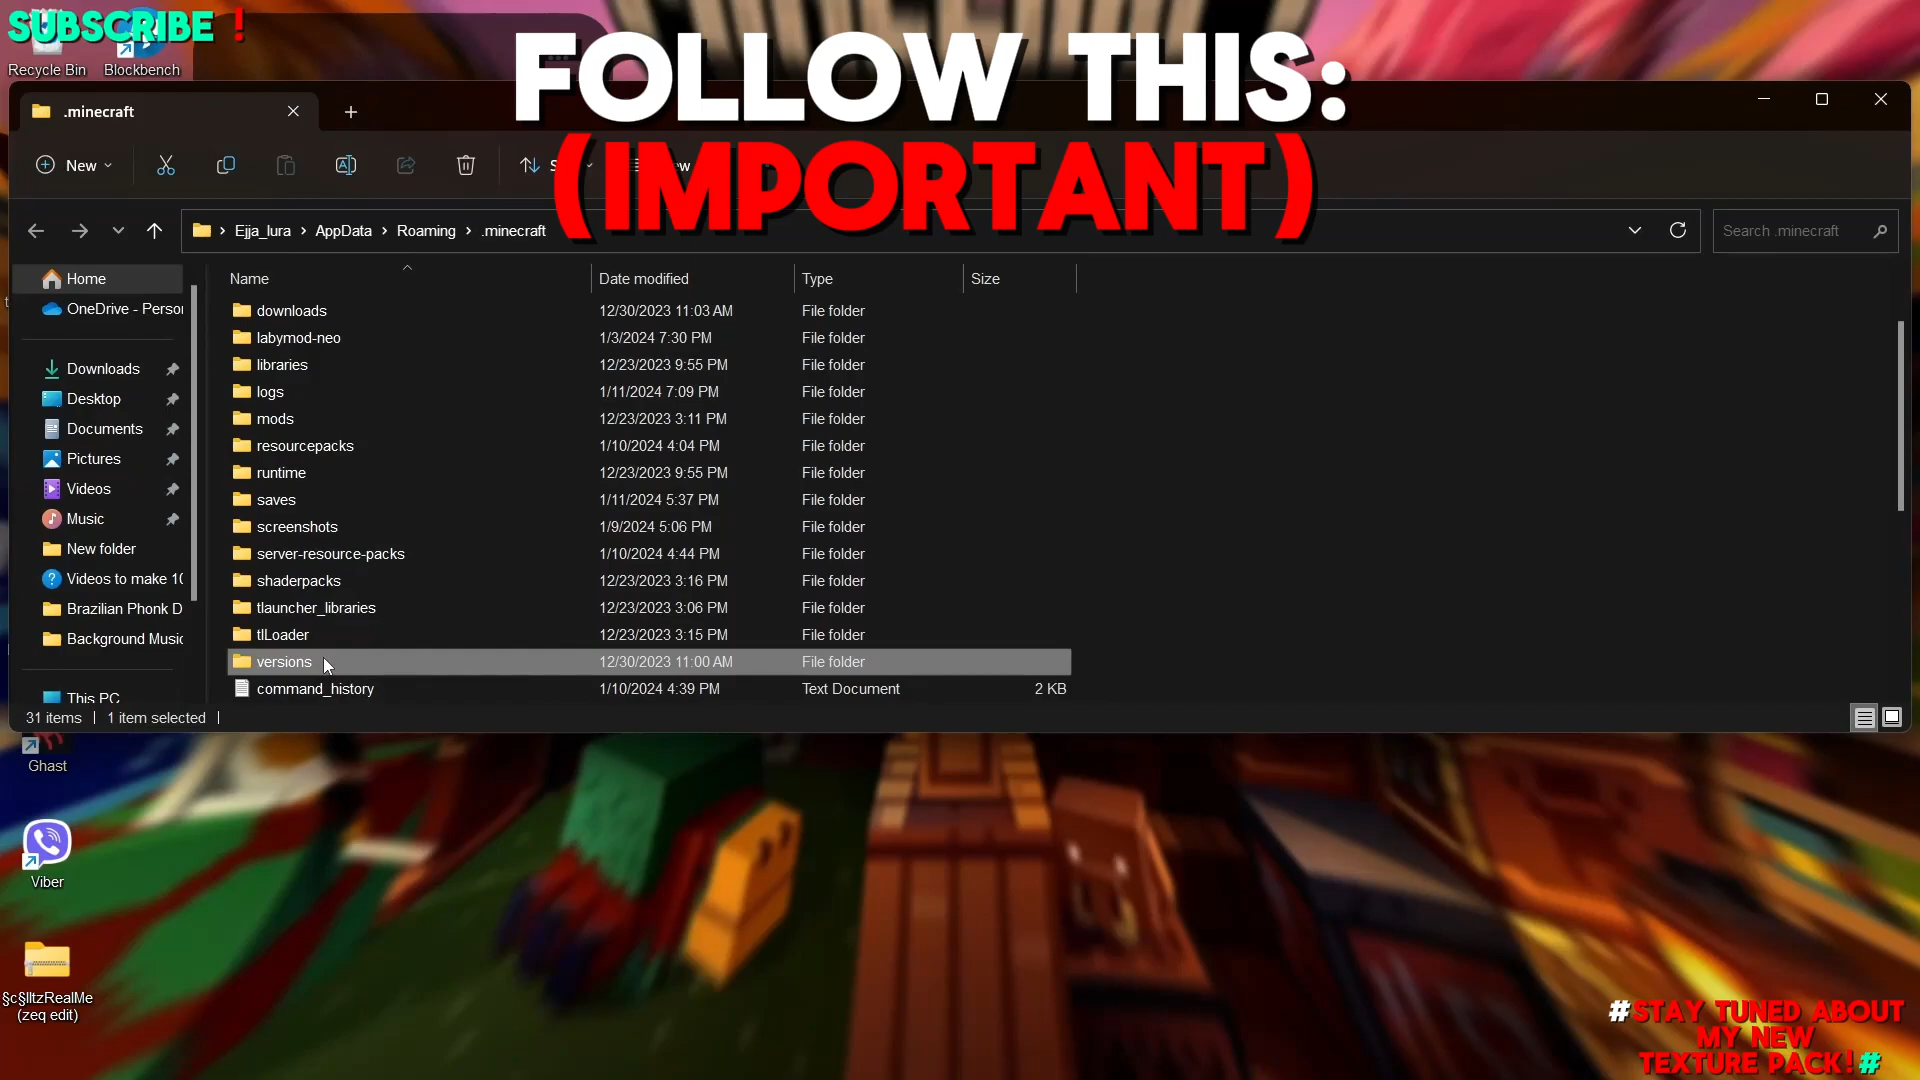 SUBSCRIBE❗
Recycle Bin
Blockbench
FOLLOW THIS:
(IMPORTANT)
.minecraft
New
Ejja_lura > AppData > Roaming > .minecraft
Search .minecraft
Name Date modified Type Size
Home
OneDrive - Persor
Downloads
Desktop
Documents
Pictures
Videos
Music
New folder
Videos to make 10
Brazilian Phonk D
Background Music
This PC
downloads 12/30/2023 11:03 AM File folder
labymod-neo 1/3/2024 7:30 PM File folder
libraries 12/23/2023 9:55 PM File folder
logs 1/11/2024 7:09 PM File folder
mods 12/23/2023 3:11 PM File folder
resourcepacks 1/10/2024 4:04 PM File folder
runtime 12/23/2023 9:55 PM File folder
saves 1/11/2024 5:37 PM File folder
screenshots 1/9/2024 5:06 PM File folder
server-resource-packs 1/10/2024 4:44 PM File folder
shaderpacks 12/23/2023 3:16 PM File folder
tlauncher_libraries 12/23/2023 3:06 PM File folder
tlLoader 12/23/2023 3:15 PM File folder
versions 12/30/2023 11:00 AM File folder
command_history 1/10/2024 4:39 PM Text Document 2 KB
31 items 1 item selected
Ghast
Viber
§c§lItzRealMe
(zeq edit)
#STAY TUNED ABOUT
MY NEW
TEXTURE PACK!#